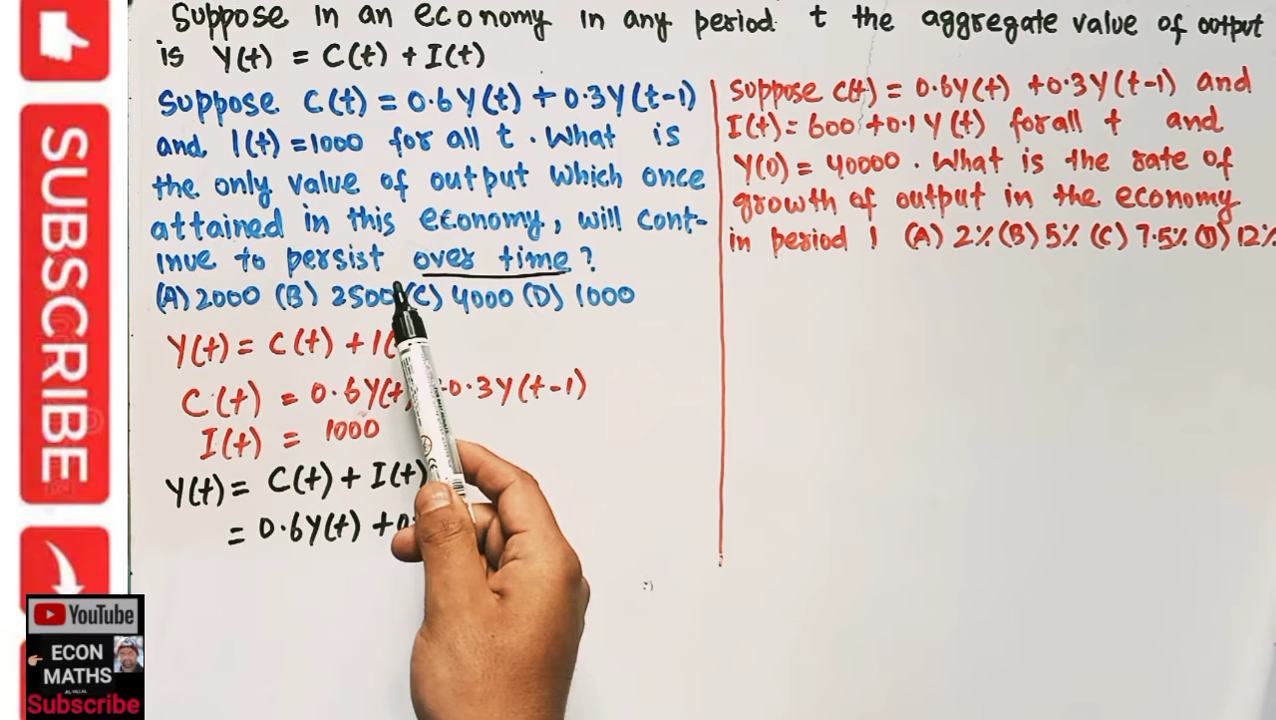 Suppose in an economy in any period t the aggregate value of output
is Y(t) = C(t) + I(t)
Suppose C(t) = 0.6Y(t) + 0.3Y(t-1)
and I(t) = 1000 for all t. What is
the only value of output which once
attained in this economy, will cont-
inue to persist over time?
(A) 2000 (B) 2500 (C) 4000 (D) 1000
Y(t) = C(t) + I(
C(t) = 0.6Y(t) +0.3Y(t-1)
I(t) = 1000
Y(t) = C(t) + I(t)
= 0.6Y(t) + 0.
Suppose c(t) = 0.6Y(t) + 0.3Y(t-1) and
I(t) = 600 + 0.1Y(t) for all t and
Y(0) = 40000. What is the rate of
growth of output in the economy
in period 1 (A) 2% (B) 5% (C) 7.5% (D) 12%
SUBSCRIBE
YouTube
ECON
MATHS
Subscribe